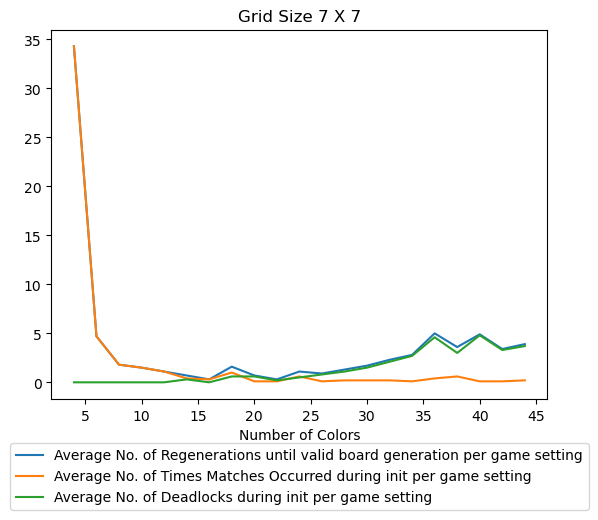 Grid Size 7 X 7
35
30
25
20
15
10
5
0
5 10 15 20 25 30 35 40 45
Number of Colors
Average No. of Regenerations until valid board generation per game setting
Average No. of Times Matches Occurred during init per game setting
Average No. of Deadlocks during init per game setting